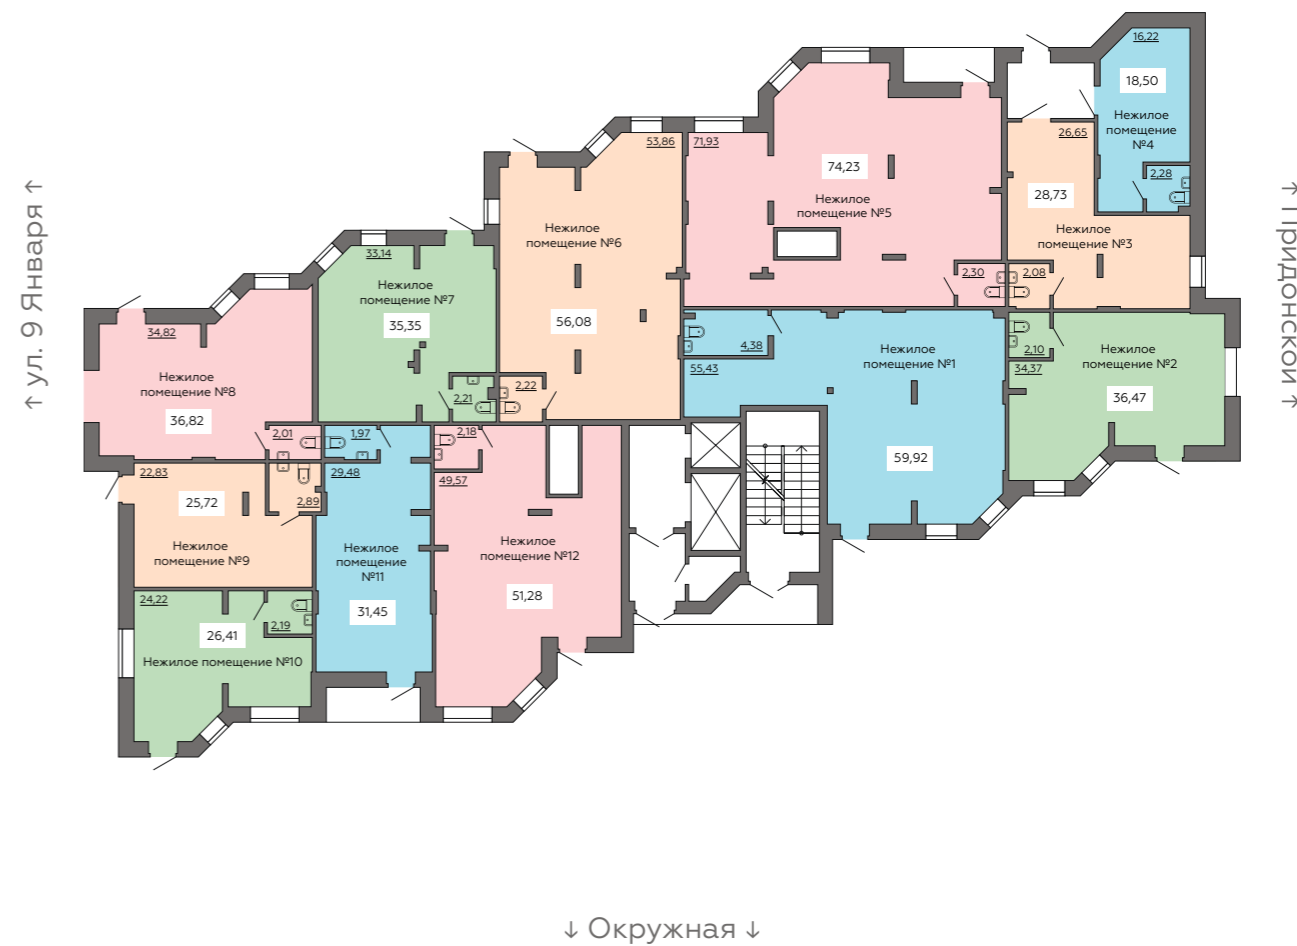 16,22
18,50
Нежилое
помещение
№4
2,28
26,65
28,73
Нежилое
помещение №3
2,08
71,93
74,23
Нежилое
помещение №5
2,30
53,86
Нежилое
помещение №6
56,08
2,22
33,14
Нежилое
помещение №7
35,35
2,21
34,82
Нежилое
помещение №8
36,82
2,01
4,38
55,43
Нежилое
помещение №1
59,92
2,10
34,37
Нежилое
помещение №2
36,47
22,83
25,72
2,89
Нежилое
помещение №9
1,97
29,48
Нежилое
помещение
№11
31,45
2,18
49,57
Нежилое
помещение №12
51,28
24,22
26,41
2,19
Нежилое помещение №10
↑ ул. 9 Января ↑
↑ Придонской ↑
↓ Окружная ↓